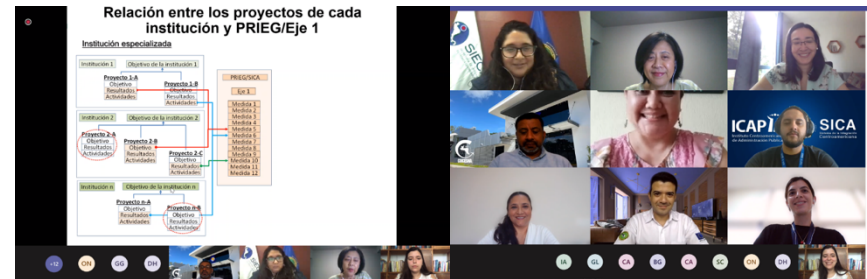 Relación entre los proyectos de cada
institución y PRIEG/Eje 1
Institución especializada
Institución 1
Objetivo de la institución 1
Proyecto 1-A
Objetivo
Resultados
Actividades
Proyecto 1-B
Objetivo
Resultados
Actividades
Institución 2
Objetivo de la institución 2
Proyecto 2-A
Objetivo
Resultados
Actividades
Proyecto 2-B
Objetivo
Resultados
Actividades
Proyecto 2-C
Objetivo
Resultados
Actividades
Institución n
Objetivo de la institución n
Proyecto n-A
Objetivo
Resultados
Actividades
Proyecto n-B
Objetivo
Resultados
Actividades
PRIEG/SICA
Eje 1
Medida 1
Medida 2
Medida 3
Medida 4
Medida 5
Medida 6
Medida 7
Medida 8
Medida 9
Medida 10
Medida 11
Medida 12
+12
ON
GG
DH
SIE
ICAP
SICA
IA
GL
CA
BG
CA
SC
ON
DH